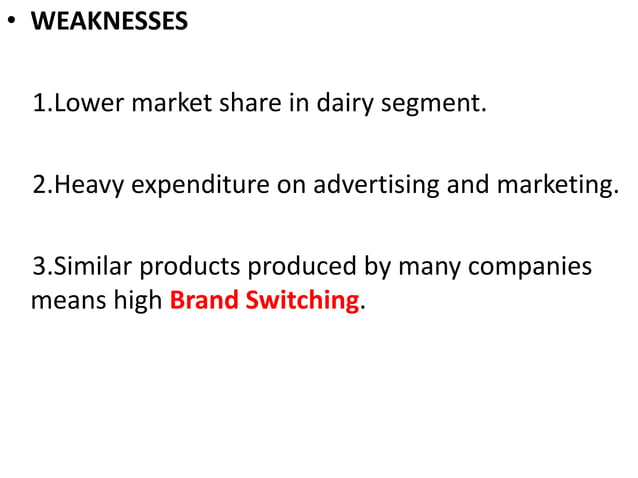 • WEAKNESSES
1.Lower market share in dairy segment.
2.Heavy expenditure on advertising and marketing.
3.Similar products produced by many companies
means high Brand Switching.